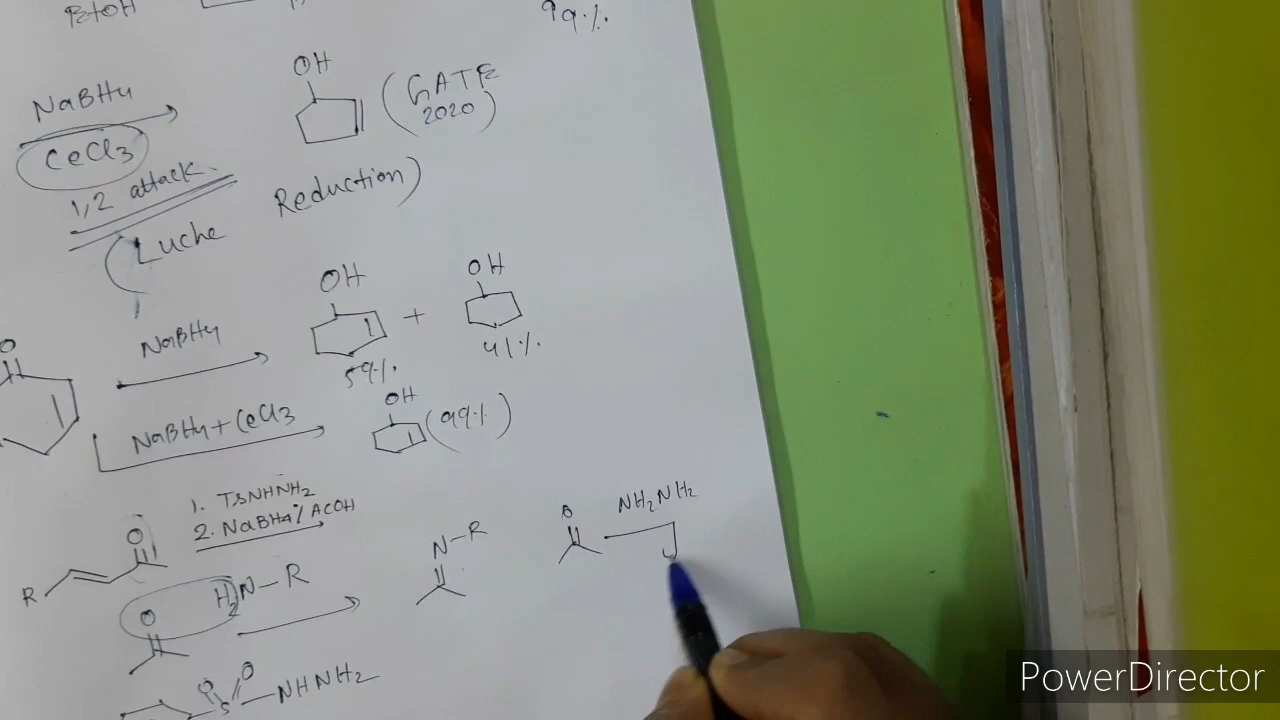 EtOH
99%
NaBH4
OH
(GATE
2020)
CeCl3
1,2 attack
(Luche Reduction)
O
NaBH4
OH
+
OH
59%
41%
NaBH4 + CeCl3
OH
(99%)
1. TsNHNH2
2. NaBH4/AcOH
R
O
O
H2N-R
N-R
O
NH2NH2
O
O
S
-NHNH2
PowerDirector